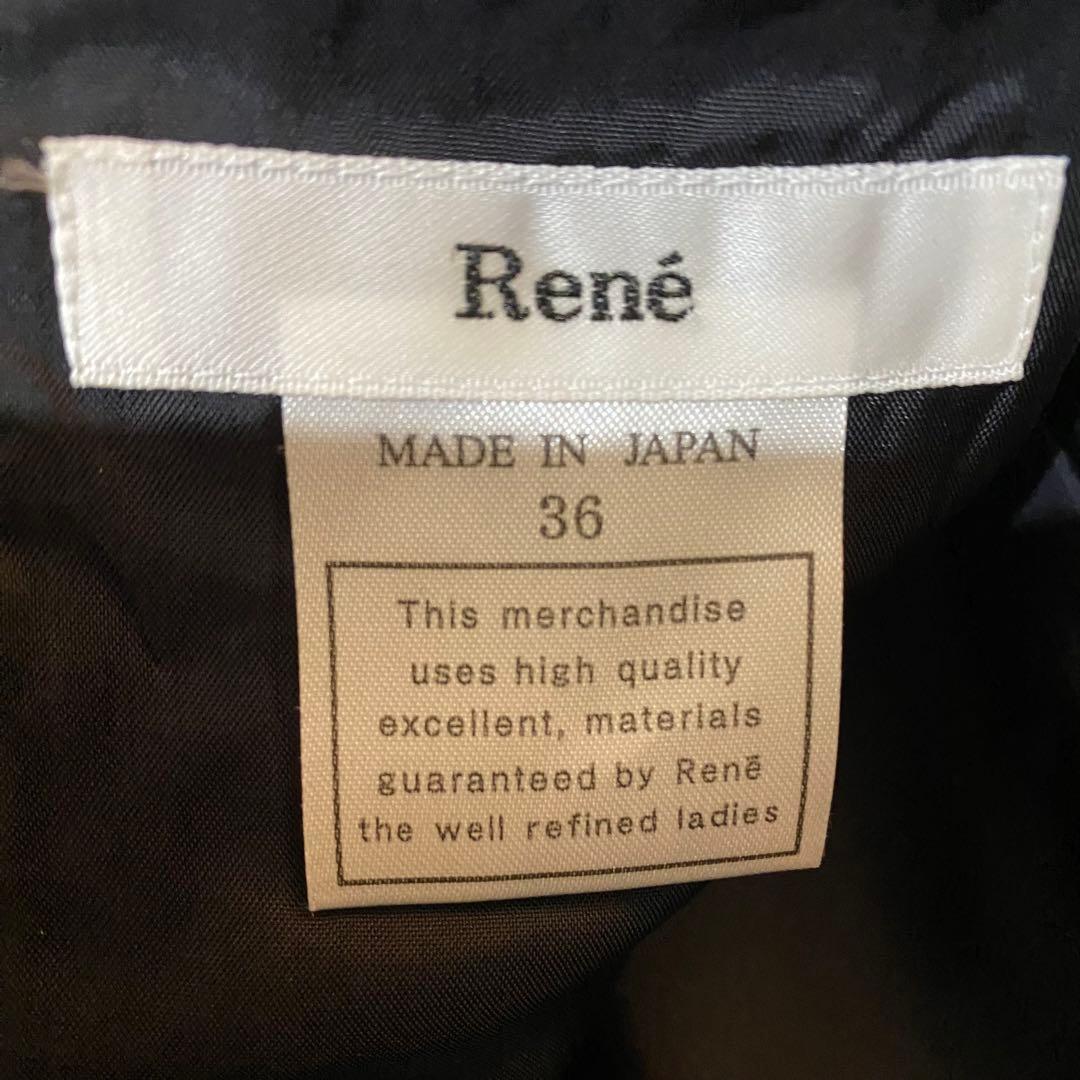 René
MADE IN JAPAN
36
This merchandise
uses high quality
excellent, materials
guaranteed by Renē
the well refined ladies